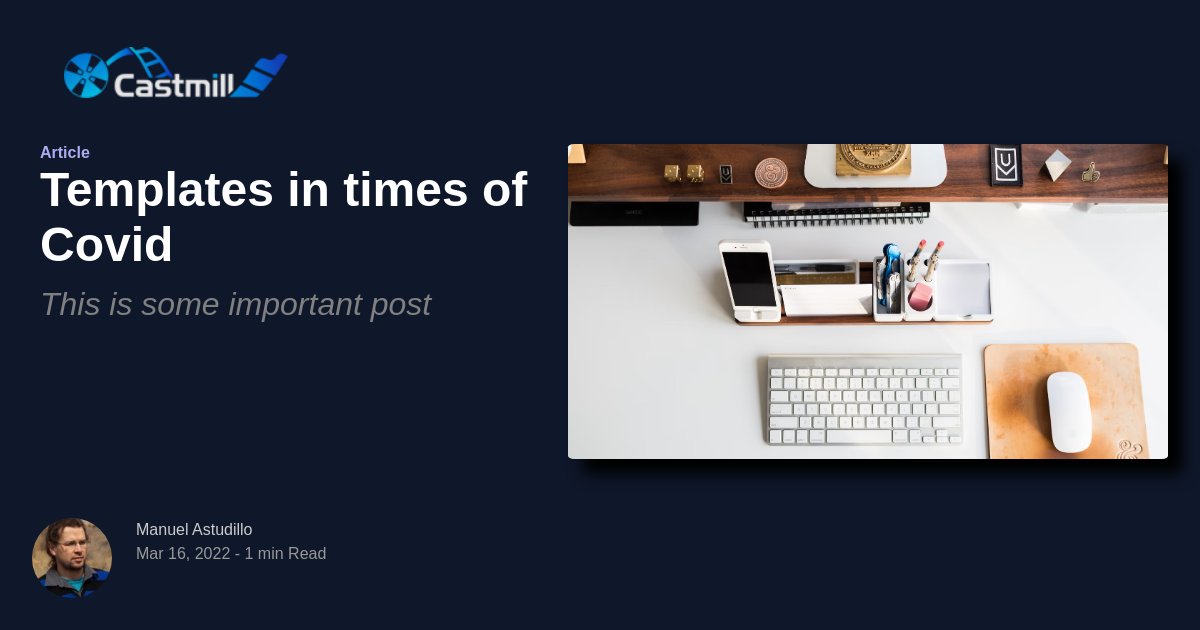 Castmill
Article
Templates in times of
Covid
This is some important post
Manuel Astudillo
Mar 16, 2022 - 1 min Read
U
&